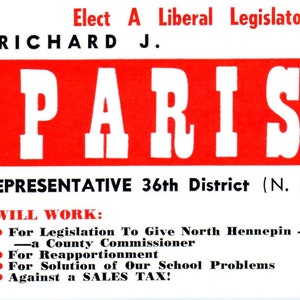 Elect A Liberal Legislato
RICHARD J.
PARIS
EPRESENTATIVE 36th District (N.
WILL WORK:
For Legislation To Give North Hennepin -
—a County Commissioner
For Reapportionment
For Solution of Our School Problems
Against a SALES TAX!